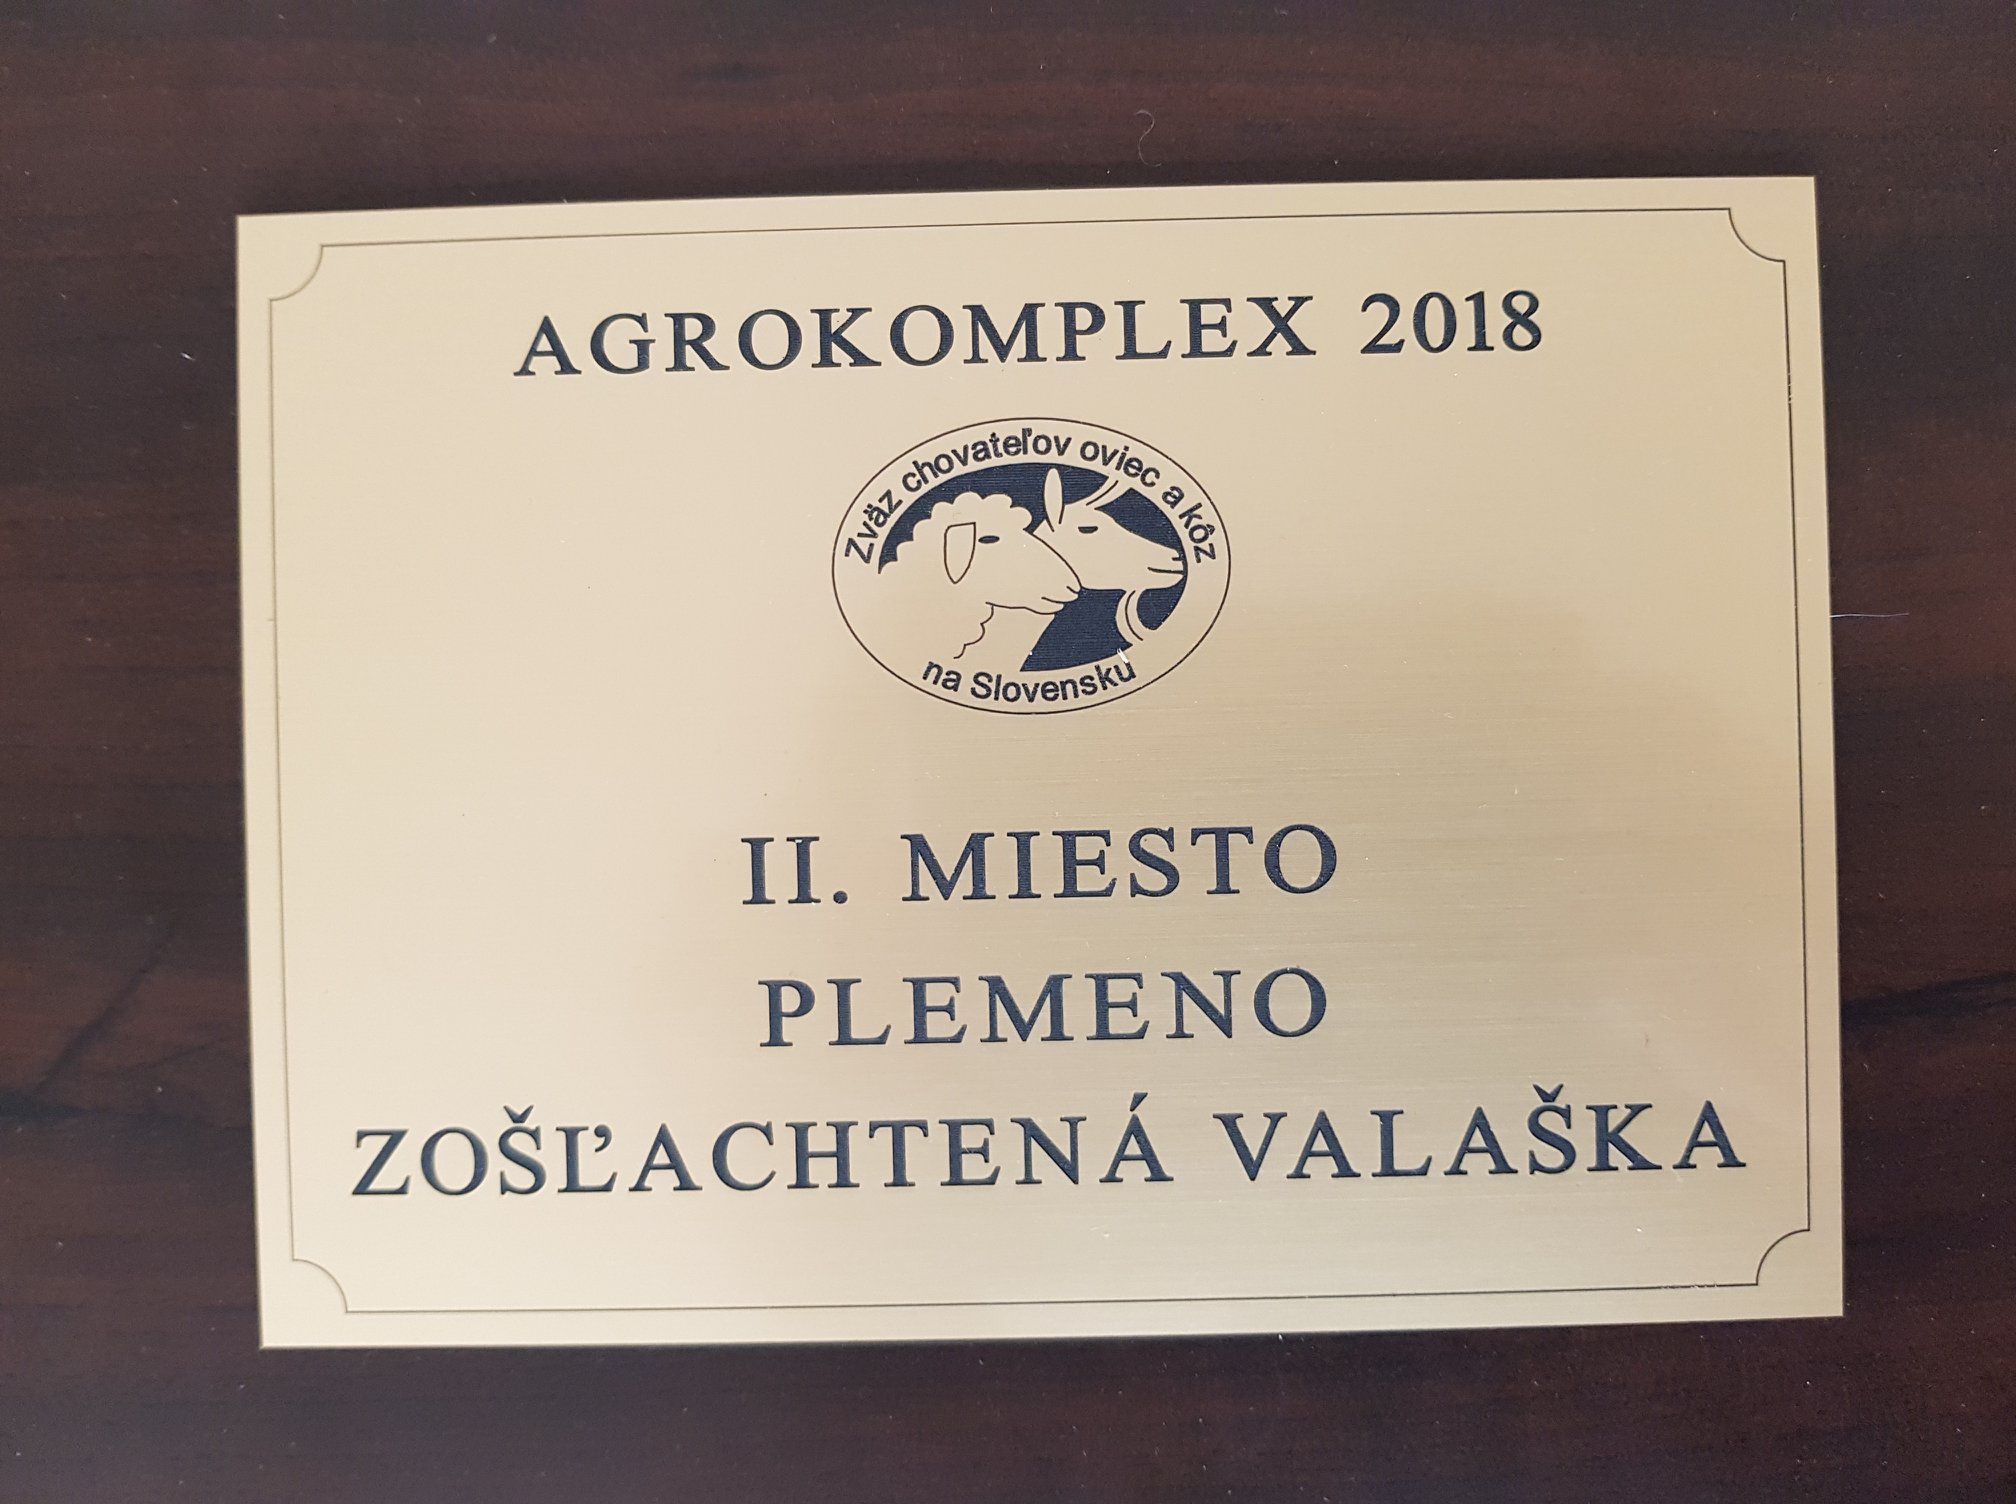 AGROKOMPLEX 2018
Zväz chovateľov oviec a kôz
na Slovensku
II. MIESTO
PLEMENO
ZOŠĽACHTENÁ VALAŠKA